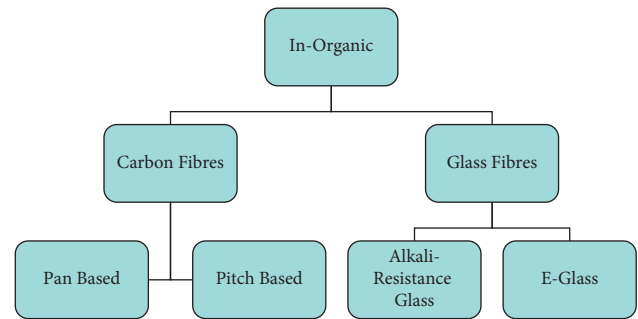 In-Organic
Carbon Fibres
Glass Fibres
Pan Based
Pitch Based
Alkali-
Resistance
Glass
E-Glass